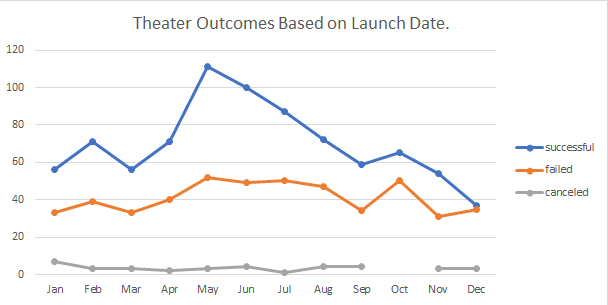 Theater Outcomes Based on Launch Date.
120
100
80
60
40
20
0
Jan Feb Mar Apr May Jun Jul Aug Sep Oct Nov Dec
successful
failed
canceled